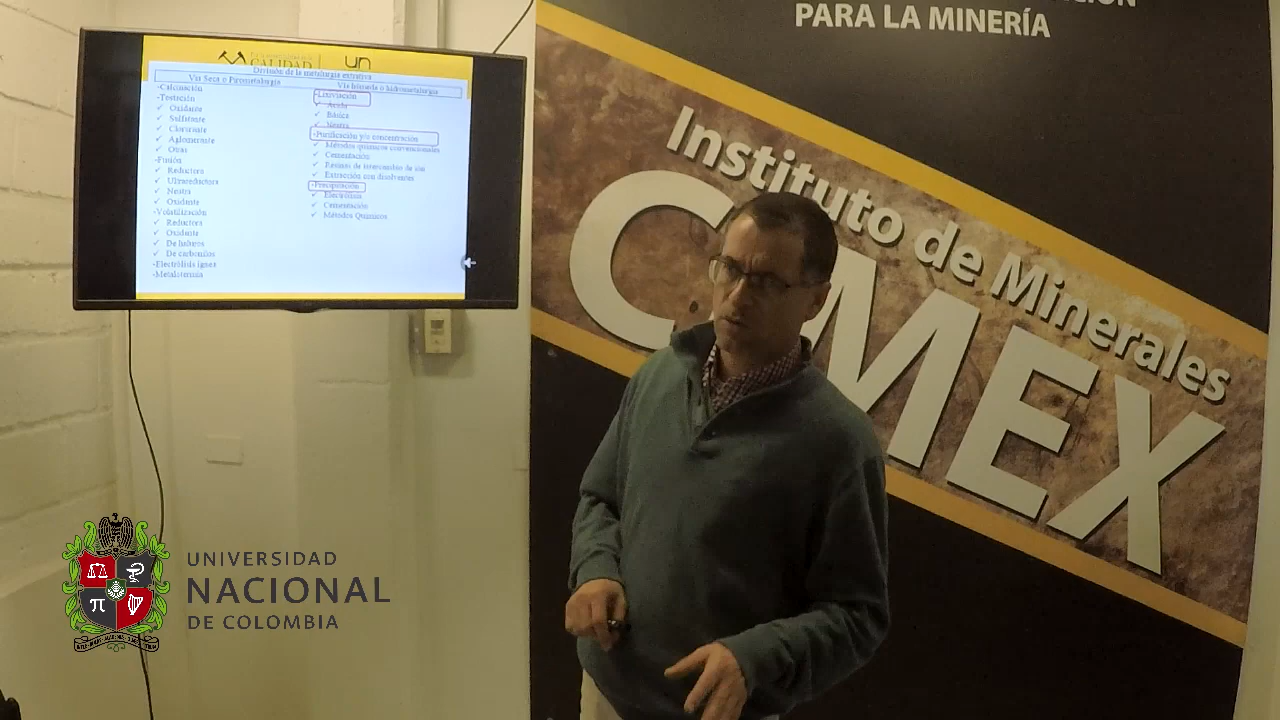 CALIDAD
un
División de la metalurgia extrativa
Vía Seca o Pirometalurgia
-Calcinación
-Tostación
✓ Oxidante
✓ Sulfatante
✓ Clorurante
✓ Aglomerante
✓ Otras
-Fusión
✓ Reductora
✓ Ultrareductora
✓ Neutra
✓ Oxidante
-Volatilización
✓ Reductora
✓ Oxidante
✓ De haluros
✓ De carbonilos
-Electrólisis ígnea
-Metalotermia
Vía húmeda o hidrometalurgia
-Lixiviación
✓ Ácida
✓ Básica
✓ Neutra
-Purificación y/o concentración
✓ Métodos químicos convencionales
✓ Cementación
✓ Resinas de intercambio de ion
✓ Extracción con disolventes
-Precipitación
✓ Electrólisis
✓ Cementación
✓ Métodos Químicos
PARA LA MINERÍA
Instituto de Minerales
CIMEX
UNIVERSIDAD
NACIONAL
DE COLOMBIA